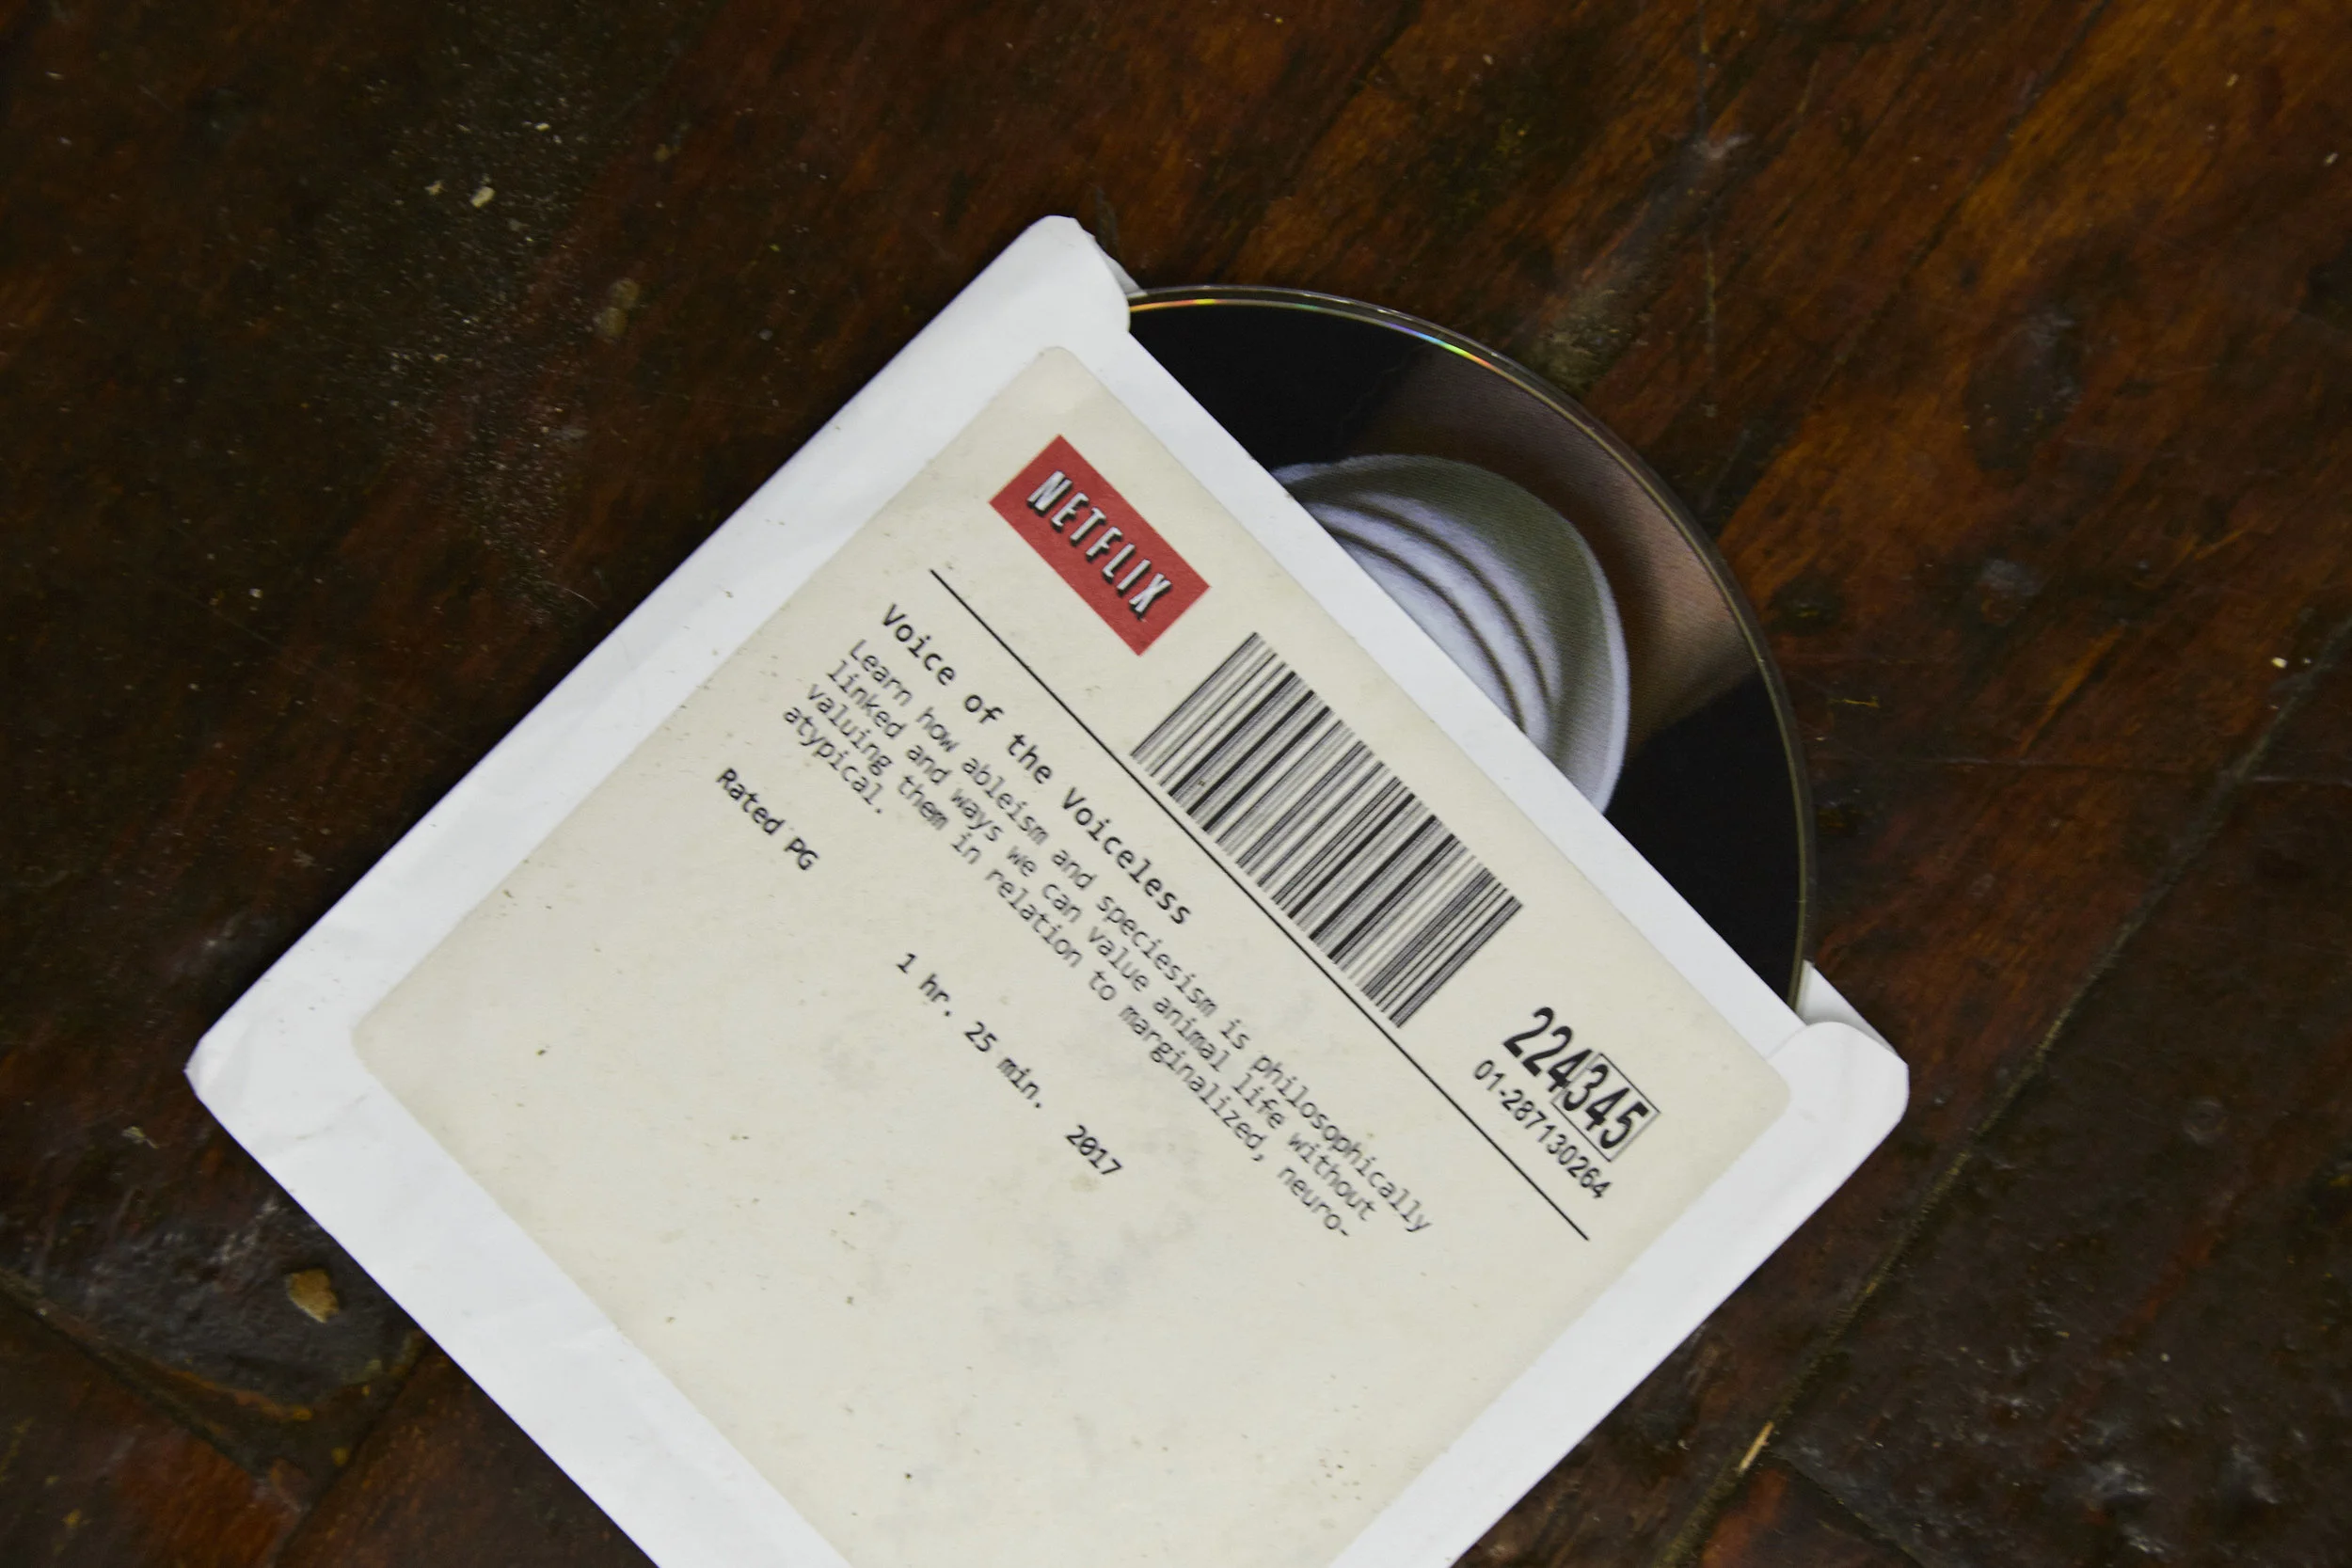 NETFLIX
224345
01-287130264
Voice of the Voiceless
Learn how ableism and speciesism is philosophically
linked and ways we can value animal life without
valuing them in relation to marginalized, neuro-
atypical.
Rated PG 1 hr. 25 min. 2017